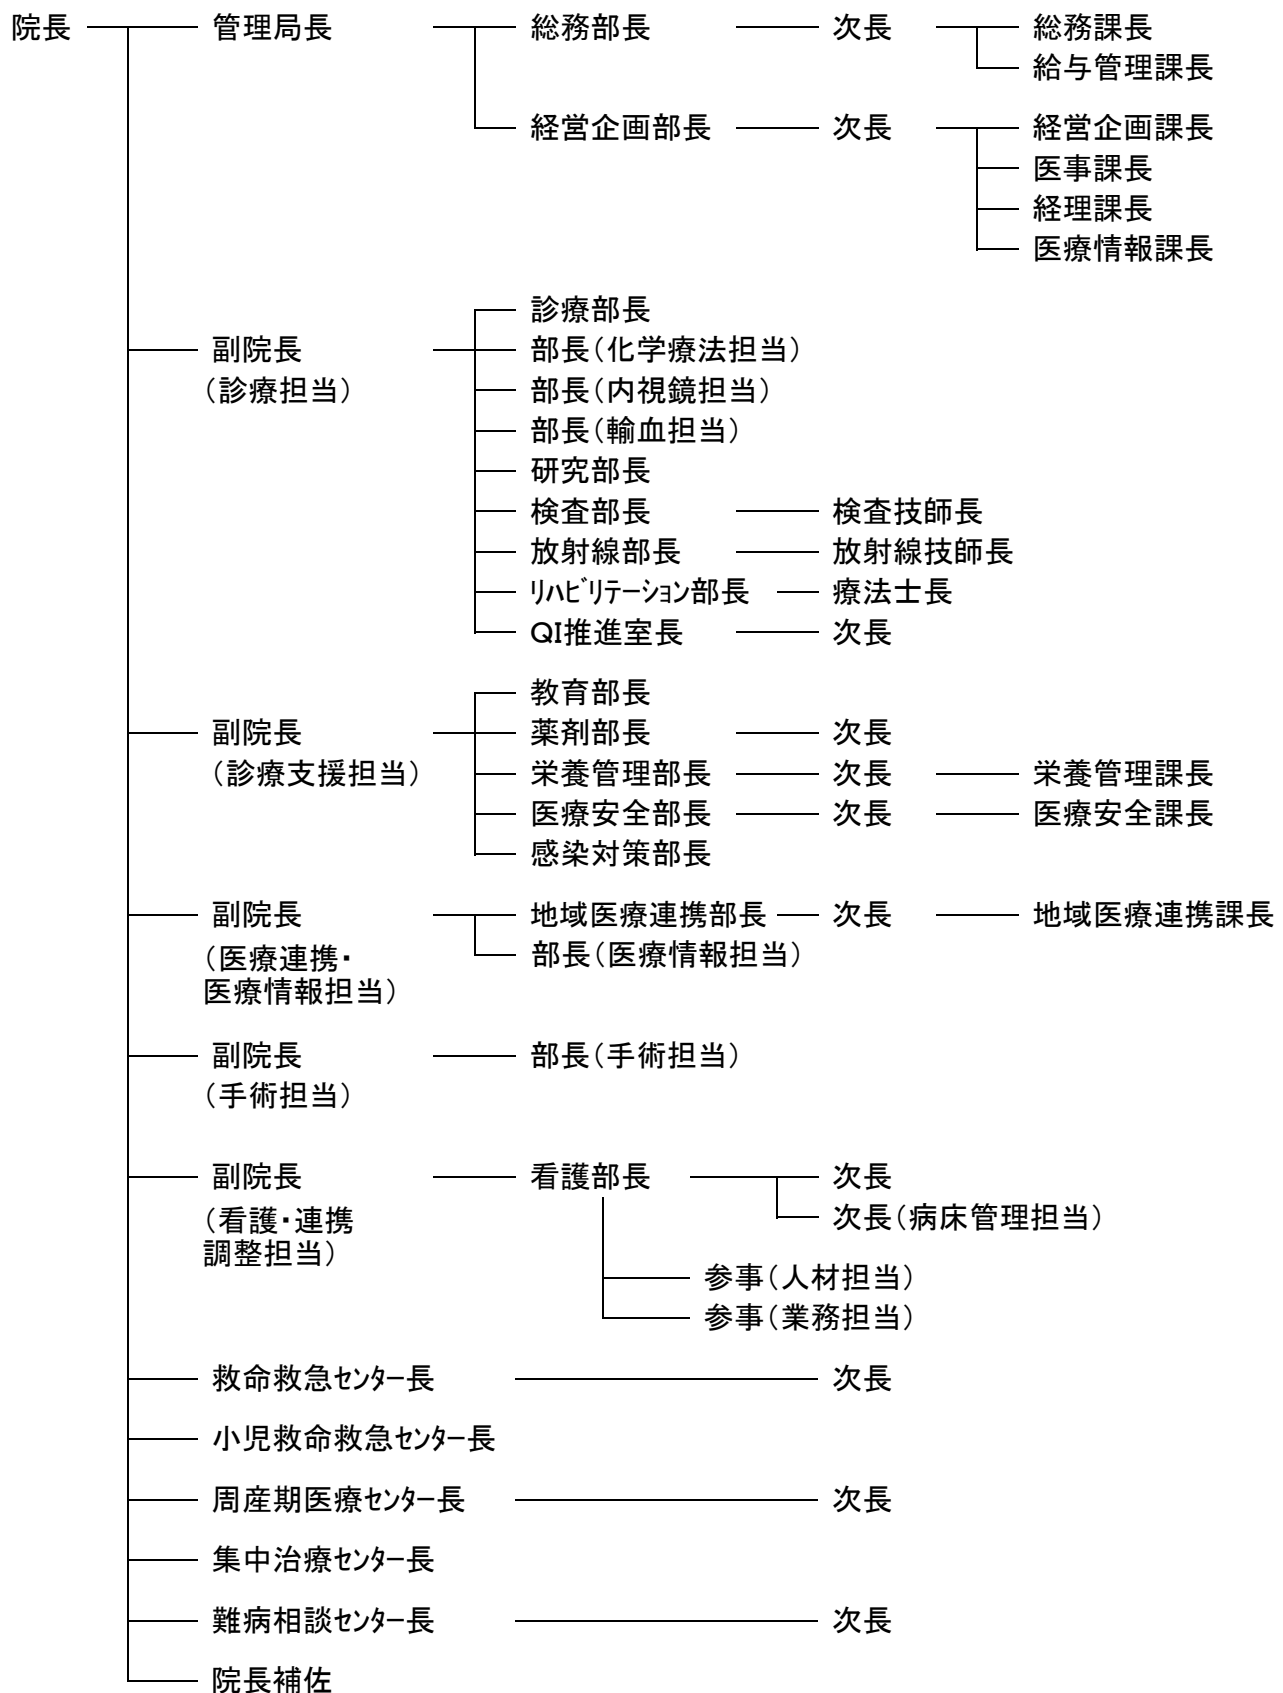 院長 管理局長 総務部長 次長 総務課長
給与管理課長
経営企画部長 次長 経営企画課長
医事課長
経理課長
医療情報課長
診療部長
副院長 部長(化学療法担当)
(診療担当) 部長(内視鏡担当)
部長(輸血担当)
研究部長
検査部長 検査技師長
放射線部長 放射線技師長
リハビリテーション部長 療法士長
QI推進室長 次長
教育部長
副院長 薬剤部長 次長
(診療支援担当) 栄養管理部長 次長 栄養管理課長
医療安全部長 次長 医療安全課長
感染対策部長
副院長 地域医療連携部長 次長 地域医療連携課長
(医療連携・ 部長(医療情報担当)
医療情報担当)
副院長 部長(手術担当)
(手術担当)
副院長 看護部長 次長
(看護・連携 次長(病床管理担当)
調整担当)
参事(人材担当)
参事(業務担当)
救命救急センター長 次長
小児救命救急センター長
周産期医療センター長 次長
集中治療センター長
難病相談センター長 次長
院長補佐